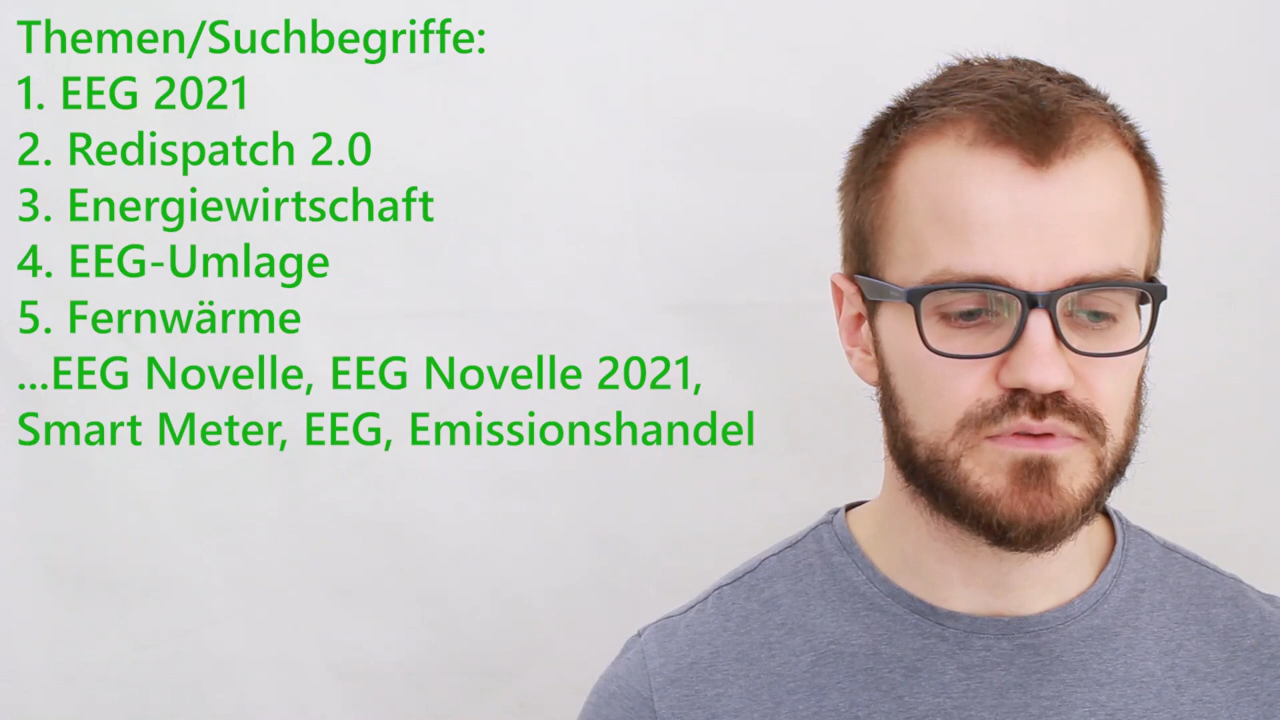 Themen/Suchbegriffe:
1. EEG 2021
2. Redispatch 2.0
3. Energiewirtschaft
4. EEG-Umlage
5. Fernwärme
...EEG Novelle, EEG Novelle 2021,
Smart Meter, EEG, Emissionshandel